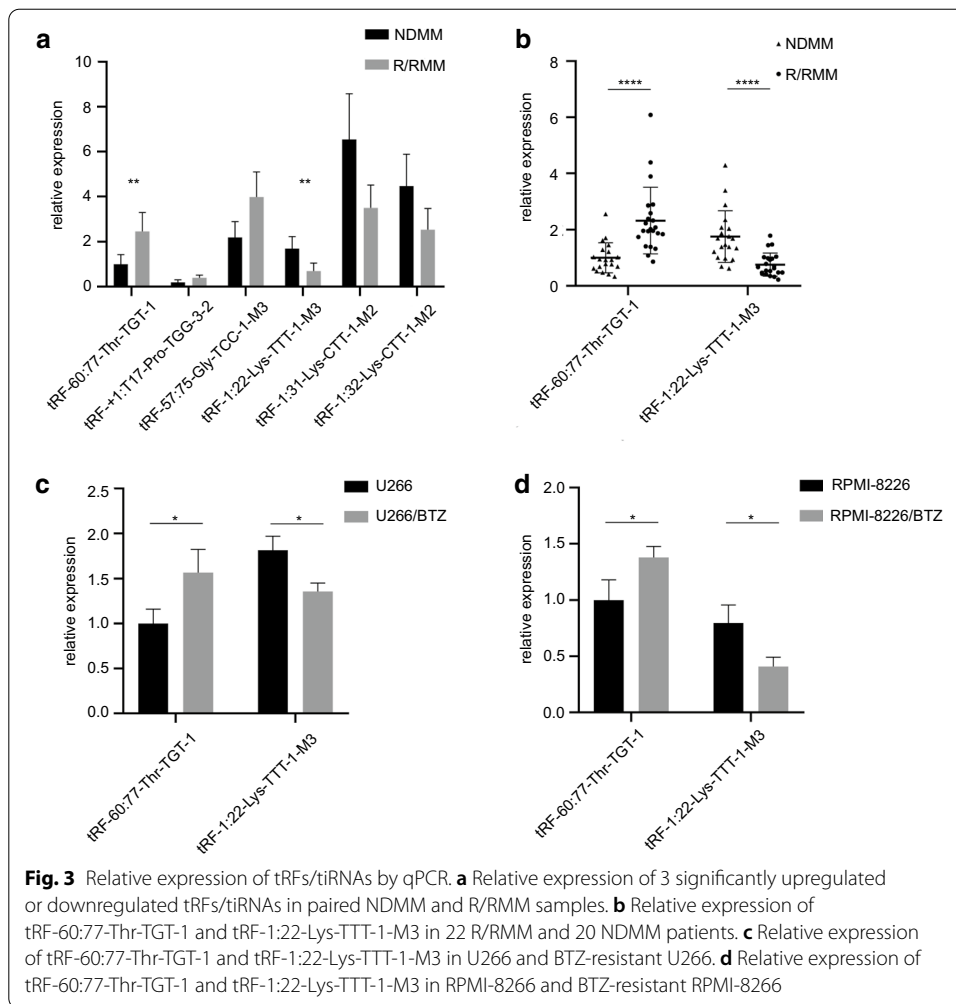 a
NDMM
R/RMM
relative expression
10
8
6
4
2
0
**
**
tRF-60:77-Thr-TGT-1
tRF-+1:T17-Pro-TGG-3-2
tRF-57:75-Gly-TCC-1-M3
tRF-1:22-Lys-TTT-1-M3
tRF-1:31-Lys-CTT-1-M2
tRF-1:32-Lys-CTT-1-M2
b
NDMM
R/RMM
relative expression
8
6
4
2
0
****
****
tRF-60:77-Thr-TGT-1
tRF-1:22-Lys-TTT-1-M3
c
U266
U266/BTZ
relative expression
2.5
2.0
1.5
1.0
0.5
0.0
*
*
tRF-60:77-Thr-TGT-1
tRF-1:22-Lys-TTT-1-M3
d
RPMI-8226
RPMI-8226/BTZ
relative expression
2.0
1.5
1.0
0.5
0.0
*
*
tRF-60:77-Thr-TGT-1
tRF-1:22-Lys-TTT-1-M3
Fig. 3 Relative expression of tRFs/tiRNAs by qPCR. a Relative expression of 3 significantly upregulated
or downregulated tRFs/tiRNAs in paired NDMM and R/RMM samples. b Relative expression of
tRF-60:77-Thr-TGT-1 and tRF-1:22-Lys-TTT-1-M3 in 22 R/RMM and 20 NDMM patients. c Relative expression
of tRF-60:77-Thr-TGT-1 and tRF-1:22-Lys-TTT-1-M3 in U266 and BTZ-resistant U266. d Relative expression of
tRF-60:77-Thr-TGT-1 and tRF-1:22-Lys-TTT-1-M3 in RPMI-8266 and BTZ-resistant RPMI-8266